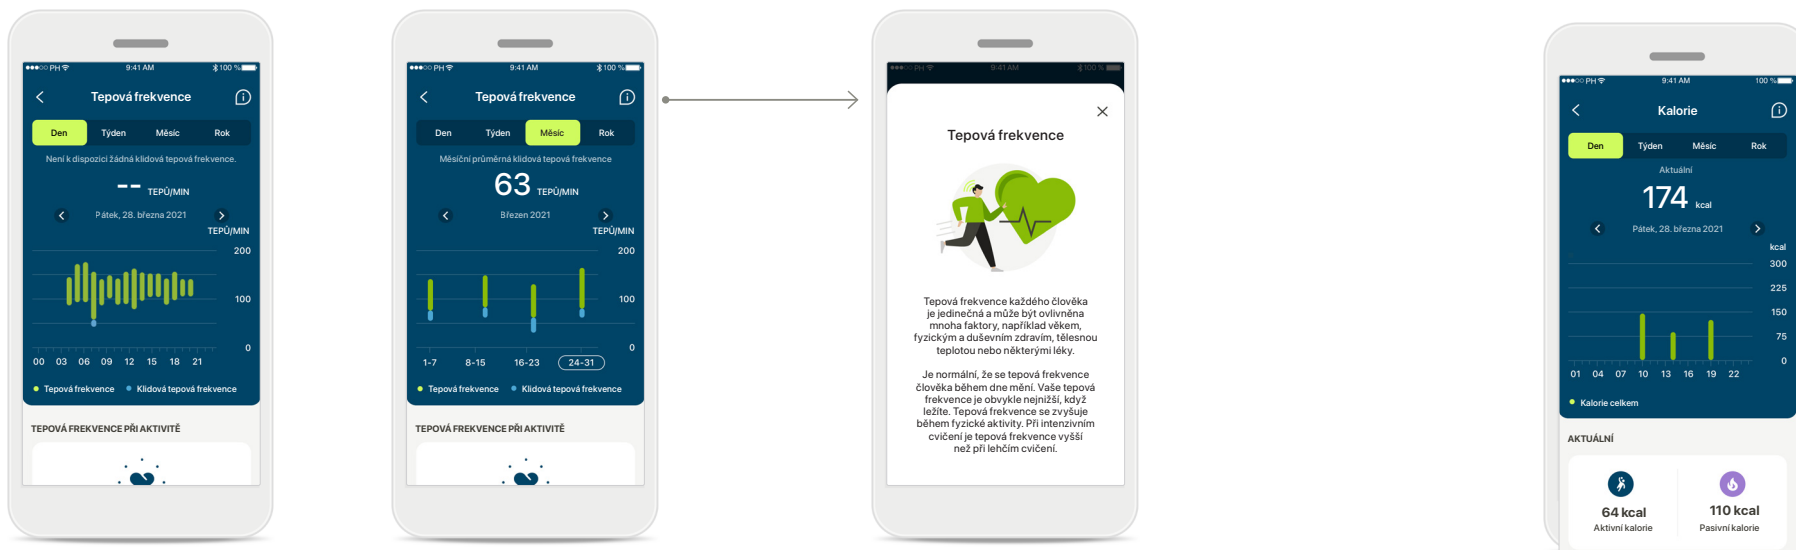 PH
9:41 AM
100 %
Tepová frekvence
Den
Týden
Měsíc
Rok
Není k dispozici žádná klidová tepová frekvence.
-- TEPŮ/MIN
Pátek, 28. března 2021
TEPŮ/MIN
200
100
0
00 03 06 09 12 15 18 21
Tepová frekvence
Klidová tepová frekvence
TEPOVÁ FREKVENCE PŘI AKTIVITĚ
PH
9:41 AM
100 %
Tepová frekvence
Den
Týden
Měsíc
Rok
Měsíční průměrná klidová tepová frekvence
63 TEPŮ/MIN
Březen 2021
TEPŮ/MIN
200
100
0
1-7 8-15 16-23 24-31
Tepová frekvence
Klidová tepová frekvence
TEPOVÁ FREKVENCE PŘI AKTIVITĚ
PH
9:41 AM
100 %
Tepová frekvence
Tepová frekvence každého člověka
je jedinečná a může být ovlivněna
mnoha faktory, například věkem,
fyzickým a duševním zdravím, tělesnou
teplotou nebo některými léky.
Je normální, že se tepová frekvence
člověka během dne mění. Vaše tepová
frekvence je obvykle nejnižší, když
ležíte. Tepová frekvence se zvyšuje
během fyzické aktivity. Při intenzivním
cvičení je tepová frekvence vyšší
než při lehčím cvičení.
PH
9:41 AM
100 %
Kalorie
Den
Týden
Měsíc
Rok
Aktuální
174 kcal
Pátek, 28. března 2021
kcal
300
225
150
75
0
01 04 07 10 13 16 19 22
Kalorie celkem
AKTUÁLNÍ
64 kcal
Aktivní kalorie
110 kcal
Pasivní kalorie